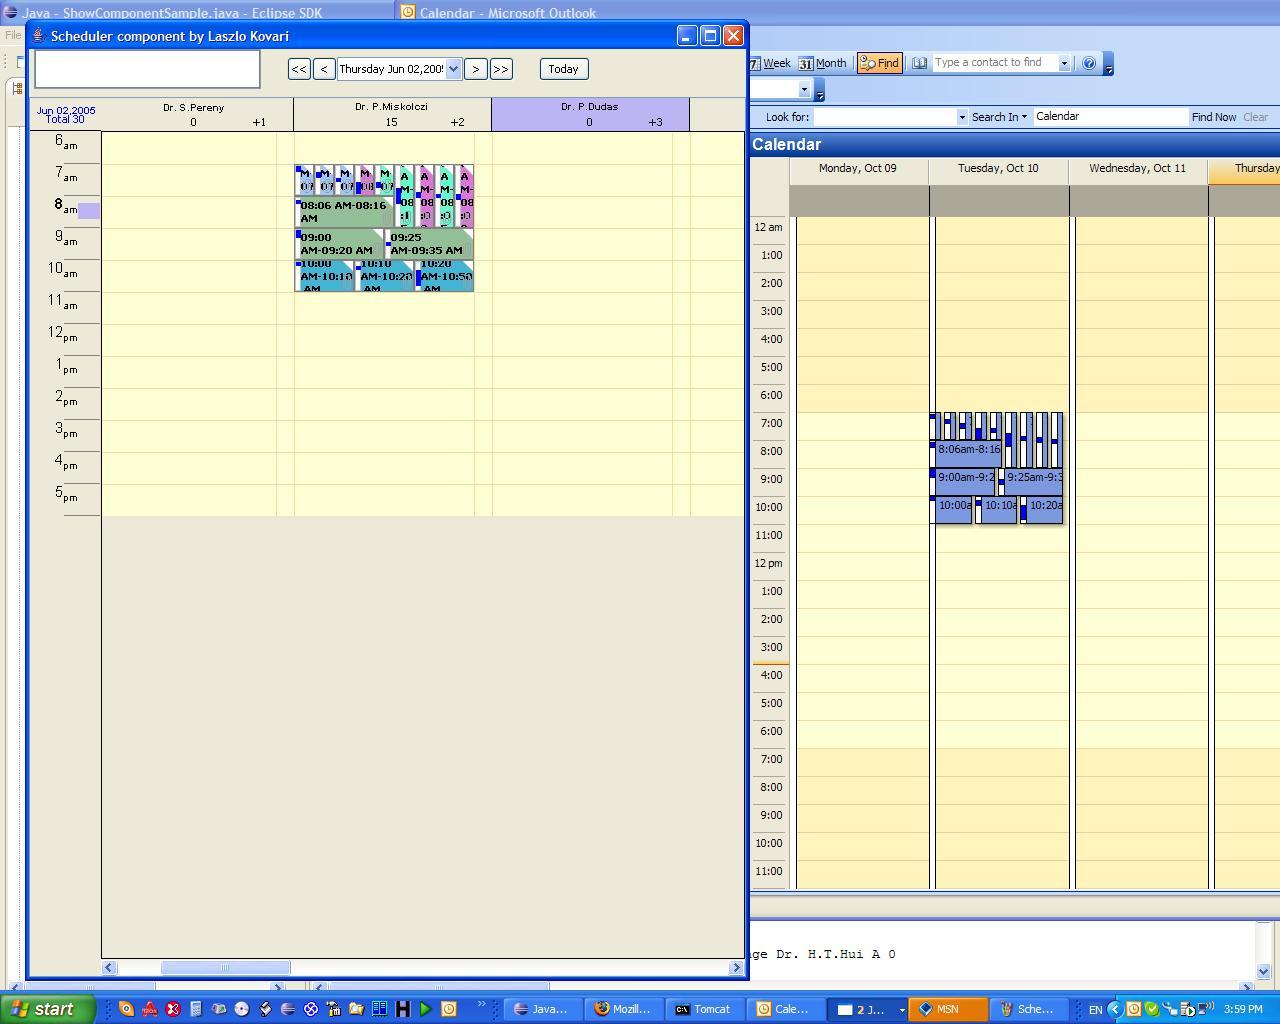 Java - ShowComponentSample.java - Eclipse SDK
Calendar - Microsoft Outlook
File
Scheduler component by Laszlo Kovari
<< < Thursday Jun 02,2005 > >> Today
Jun 02,2005
Total 30
Dr. S.Pereny
0 +1
Dr. P.Miskolczi
15 +2
Dr. P.Dudas
0 +3
6 am
7 am
8 am
9 am
10 am
11 am
12 pm
1 pm
2 pm
3 pm
4 pm
5 pm
M M M M M A A A A
07 07 07 08 07 M- M- M- M-
08:06 AM-08:16
AM
09:00
AM-09:20 AM
09:25
AM-09:35 AM
10:00
AM-10:10
AM
10:10
AM-10:20
AM
10:20
AM-10:50
AM
7 Week 31 Month Find Type a contact to find
Look for: Search In Calendar Find Now Clear
Calendar
Monday, Oct 09 Tuesday, Oct 10 Wednesday, Oct 11 Thursday
12 am
1:00
2:00
3:00
4:00
5:00
6:00
7:00
8:00
9:00
10:00
11:00
12 pm
1:00
2:00
3:00
4:00
5:00
6:00
7:00
8:00
9:00
10:00
11:00
8:06am-8:16
9:00am-9:2 9:25am-9:3
10:00a 10:10a 10:20a
ge Dr. H.T.Hui A 0
start
Java... Mozill... Tomcat Cale... 2 J... MSN Sche... EN 3:59 PM